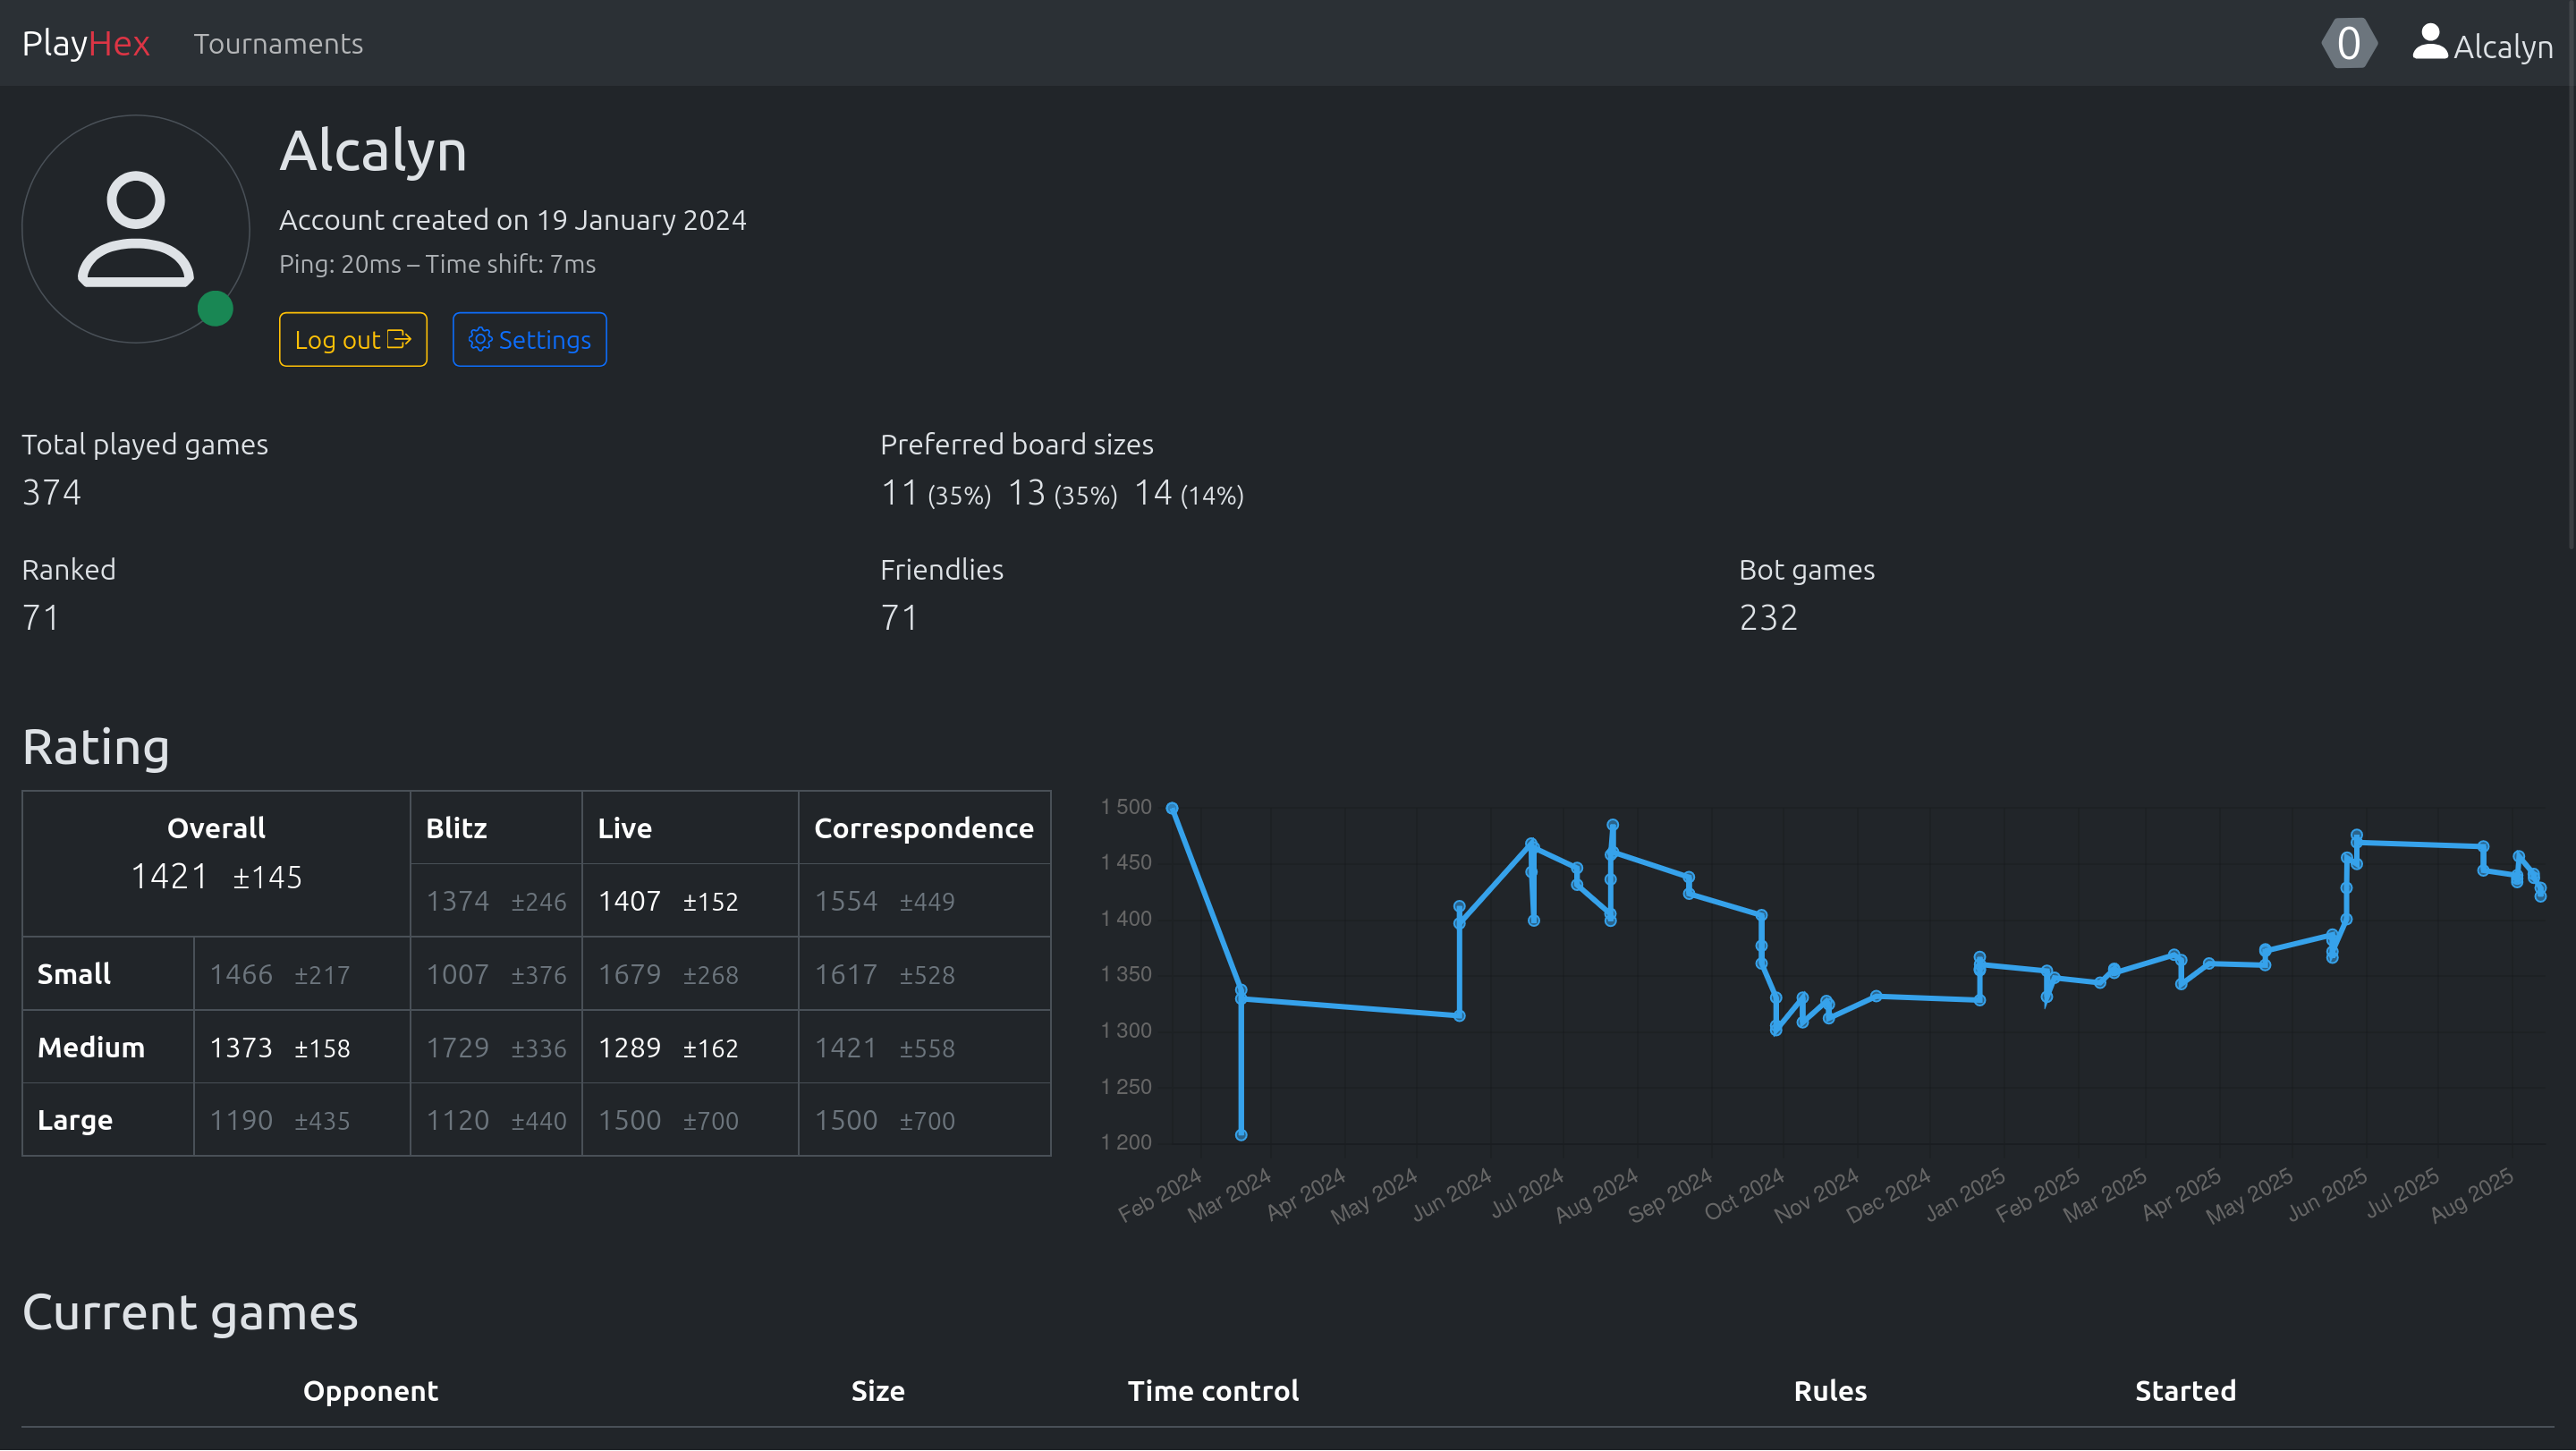 PlayHex Tournaments 0 Alcalyn
Alcalyn
Account created on 19 January 2024
Ping: 20ms – Time shift: 7ms
Log out Settings
Total played games
374
Preferred board sizes
11 (35%) 13 (35%) 14 (14%)
Ranked
71
Friendlies
71
Bot games
232
Rating
Overall Blitz Live Correspondence
1421 ±145
1374 ±246 1407 ±152 1554 ±449
Small 1466 ±217 1007 ±376 1679 ±268 1617 ±528
Medium 1373 ±158 1729 ±336 1289 ±162 1421 ±558
Large 1190 ±435 1120 ±440 1500 ±700 1500 ±700
1 500
1 450
1 400
1 350
1 300
1 250
1 200
Feb 2024 Mar 2024 Apr 2024 May 2024 Jun 2024 Jul 2024 Aug 2024 Sep 2024 Oct 2024 Nov 2024 Dec 2024 Jan 2025 Feb 2025 Mar 2025 Apr 2025 May 2025 Jun 2025 Jul 2025 Aug 2025
Current games
Opponent Size Time control Rules Started